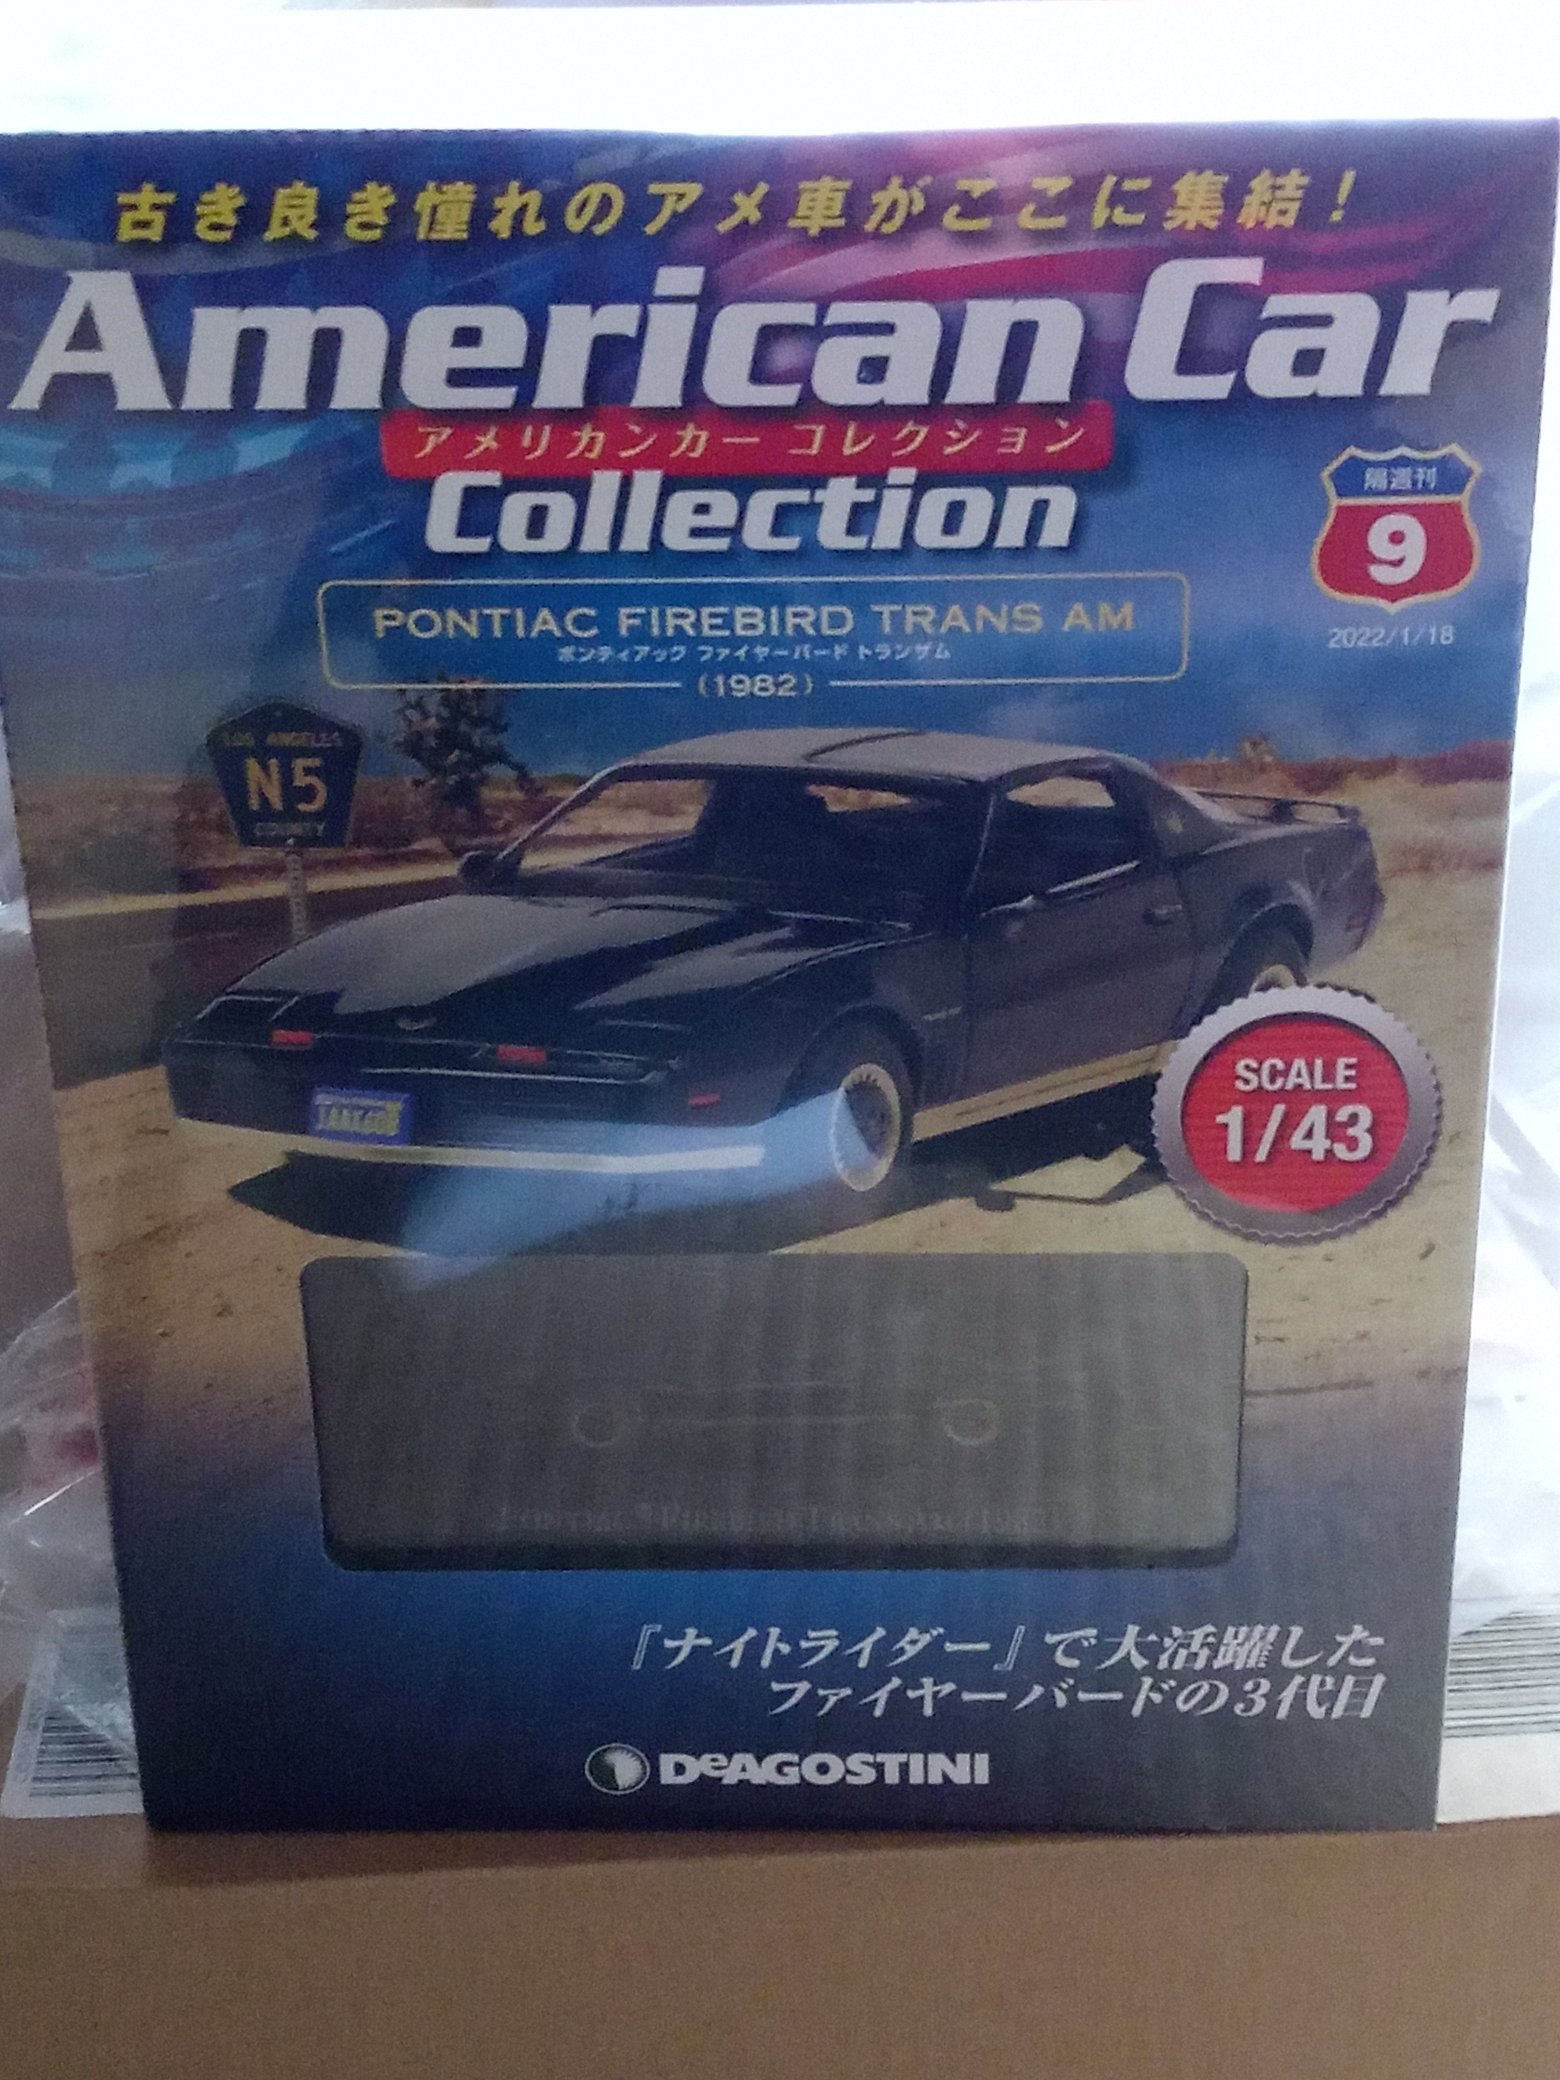 古き良き憧れのアメ車がここに集結！
American Car
アメリカンカー コレクション
Collection
隔週刊
9
2022/1/18
PONTIAC FIREBIRD TRANS AM
ポンティアック ファイヤーバード トランザム
(1982)
LOS ANGELES
N5
COUNTY
SCALE
1/43
『ナイトライダー』で大活躍した
ファイヤーバードの3代目
DeAGOSTINI